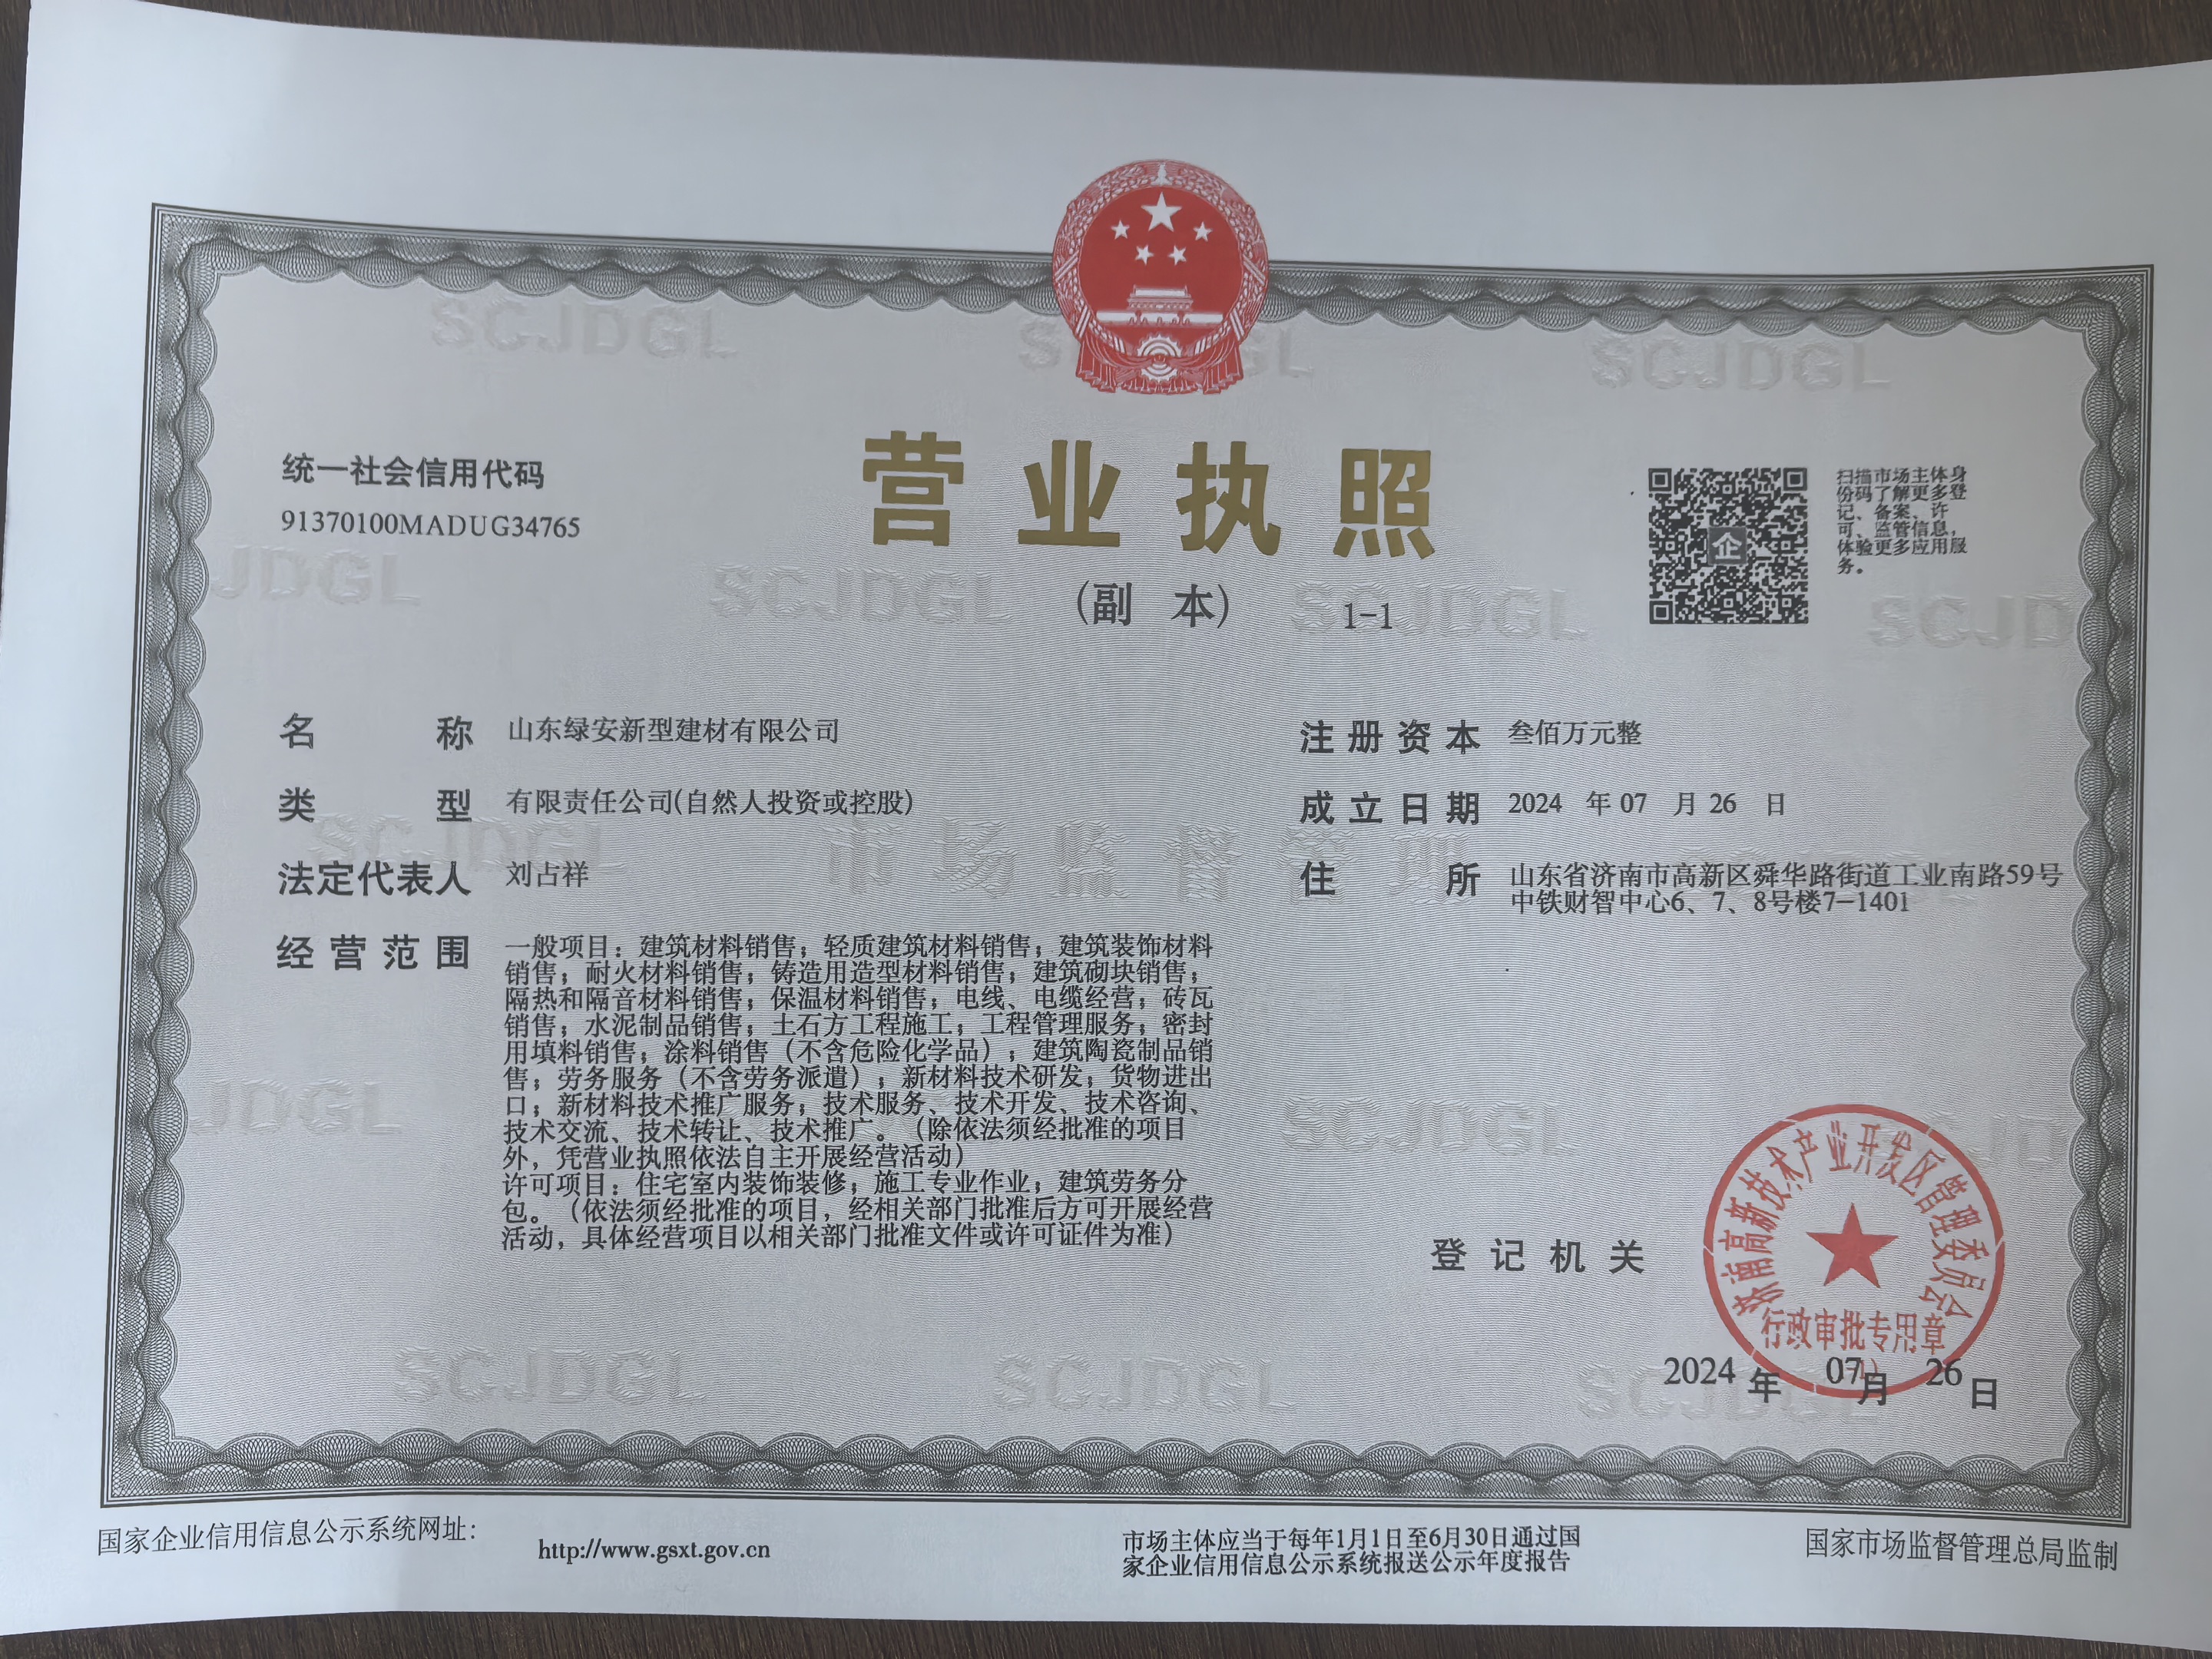 统一社会信用代码
91370100MADUG34765
营业执照
(副 本) 1-1
扫描市场主体身
份码了解更多登
记、备案、许
可、监管信息，
体验更多应用服
务。
名 称 山东绿安新型建材有限公司
类 型 有限责任公司(自然人投资或控股)
法定代表人 刘占祥
经营范围 一般项目：建筑材料销售；轻质建筑材料销售；建筑装饰材料
销售；耐火材料销售；铸造用造型材料销售；建筑砌块销售；
隔热和隔音材料销售；保温材料销售；电线、电缆经营；砖瓦
销售；水泥制品销售；土石方工程施工；工程管理服务；密封
用填料销售；涂料销售（不含危险化学品）；建筑陶瓷制品销
售；劳务服务（不含劳务派遣）；新材料技术研发；货物进出
口；新材料技术推广服务；技术服务、技术开发、技术咨询、
技术交流、技术转让、技术推广。（除依法须经批准的项目
外，凭营业执照依法自主开展经营活动）
许可项目：住宅室内装饰装修；施工专业作业；建筑劳务分
包。（依法须经批准的项目，经相关部门批准后方可开展经营
活动，具体经营项目以相关部门批准文件或许可证件为准）
注册资本 叁佰万元整
成立日期 2024 年 07 月 26 日
住 所 山东省济南市高新区舜华路街道工业南路59号
中铁财智中心6、7、8号楼7-1401
登记机关
济南高新技术产业开发区管理委员会
行政审批专用章
2024 年 07 月 26 日
国家企业信用信息公示系统网址：
http://www.gsxt.gov.cn
市场主体应当于每年1月1日至6月30日通过国
家企业信用信息公示系统报送公示年度报告
国家市场监督管理总局监制
SCJDGL
市场监督管理